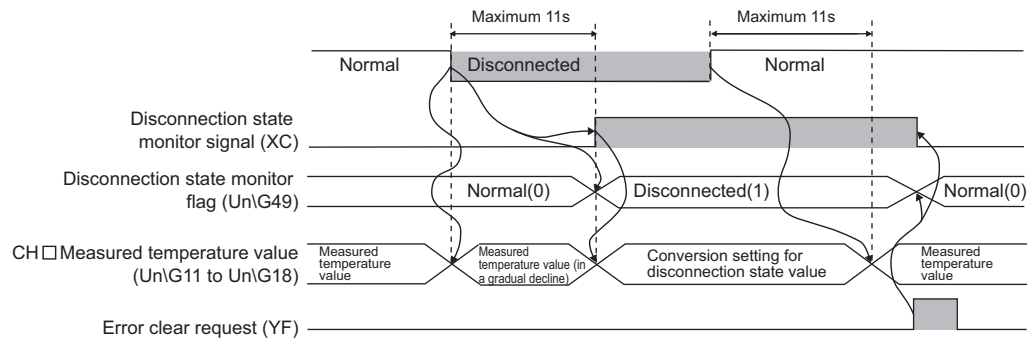 Maximum 11s
Maximum 11s
Normal
Disconnected
Normal
Disconnection state
monitor signal (XC)
Disconnection state monitor
flag (Un\G49)
Normal(0)
Disconnected(1)
Normal(0)
CH□Measured temperature value
(Un\G11 to Un\G18)
Measured
temperature
value
Measured
temperature value (in
a gradual decline)
Conversion setting for
disconnection state value
Measured
temperature
value
Error clear request (YF)